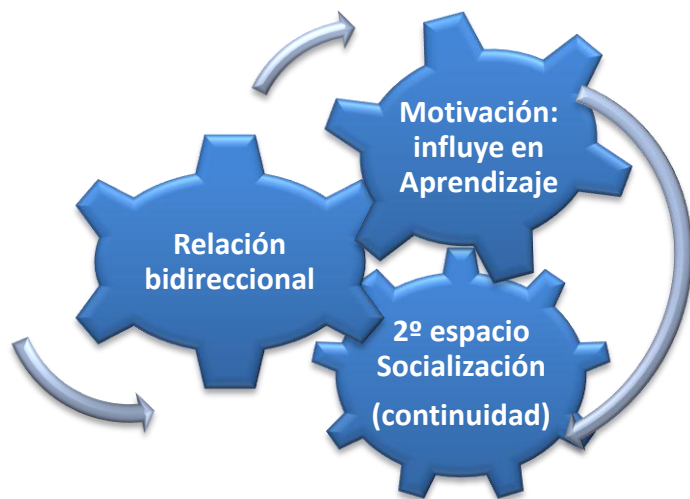 Motivación:
influye en
Aprendizaje
Relación
bidireccional
2º espacio
Socialización
(continuidad)